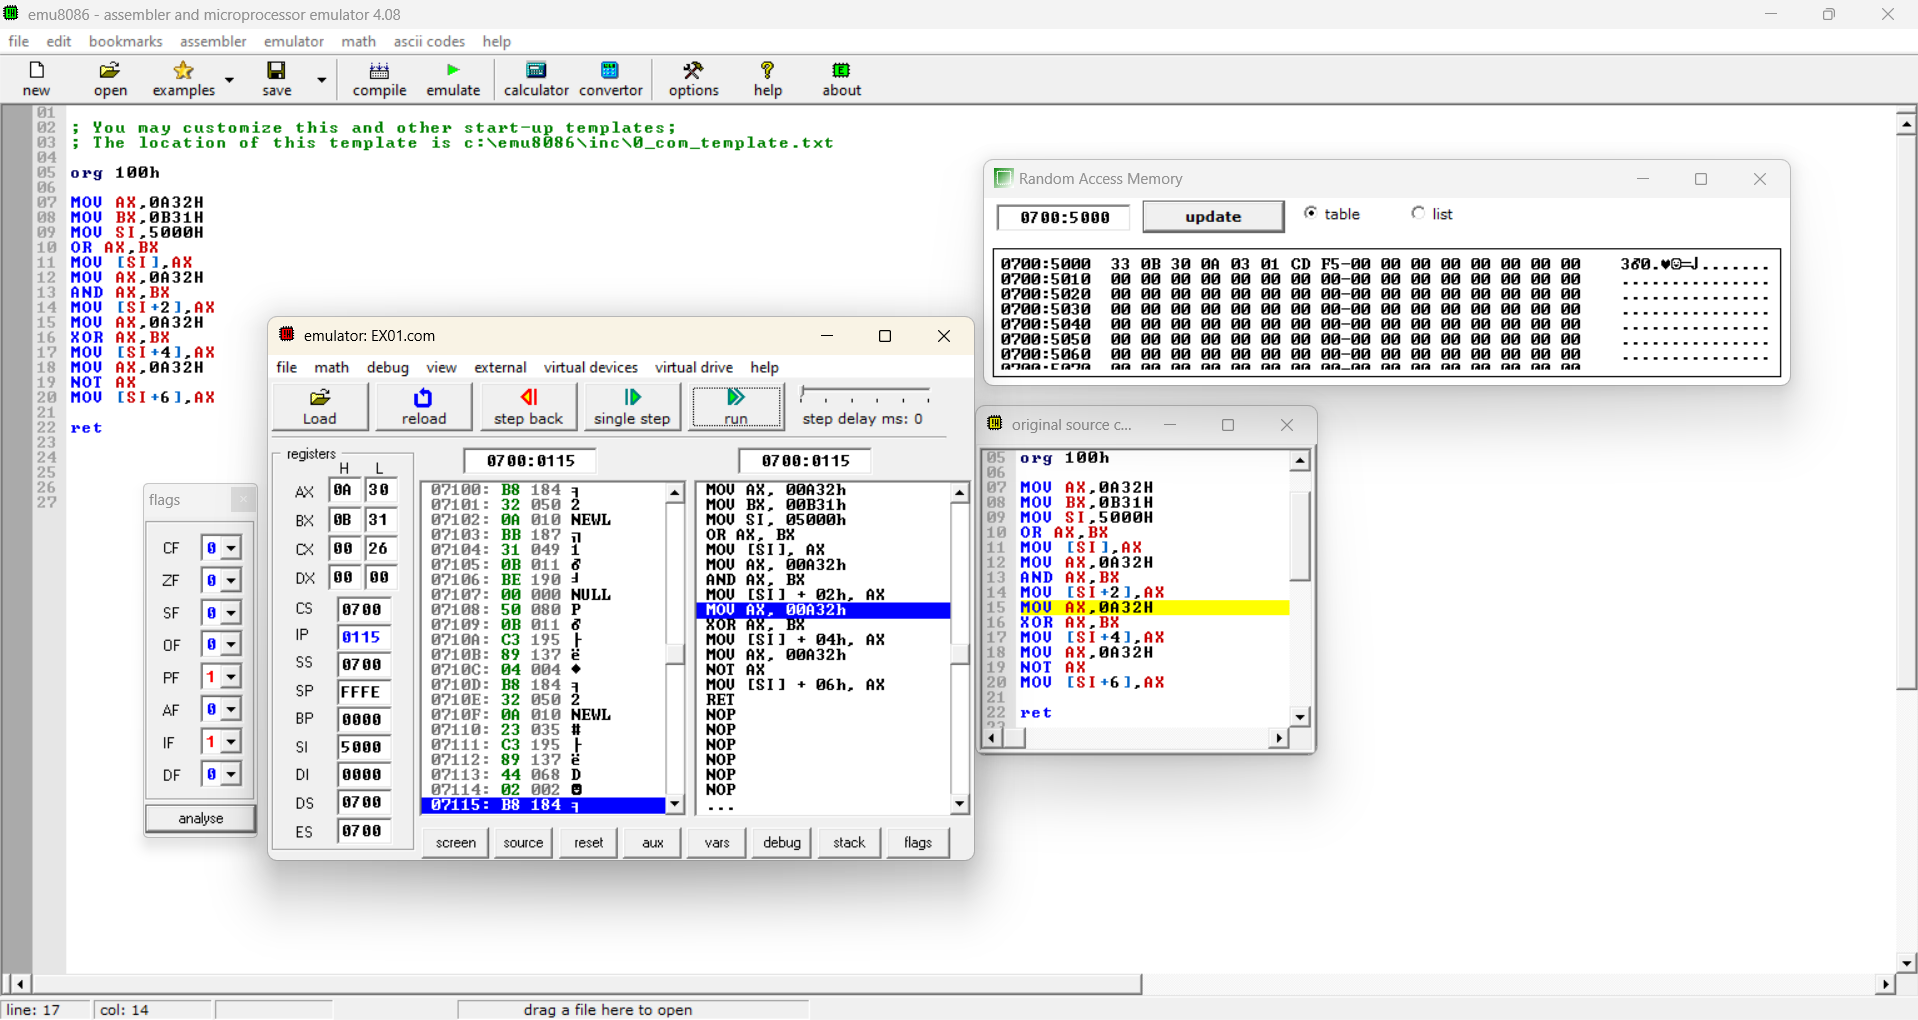 emu8086 - assembler and microprocessor emulator 4.08
file edit bookmarks assembler emulator math ascii codes help
new open examples save compile emulate calculator convertor options help about
01
02 ; You may customize this and other start-up templates;
03 ; The location of this template is c:\emu8086\inc\0_com_template.txt
04
05 org 100h
06
07 MOV AX,0A32H
08 MOV BX,0B31H
09 MOV SI,5000H
10 OR AX,BX
11 MOV [SI],AX
12 MOV AX,0A32H
13 AND AX,BX
14 MOV [SI+2],AX
15 MOV AX,0A32H
16 XOR AX,BX
17 MOV [SI+4],AX
18 MOV AX,0A32H
19 NOT AX
20 MOV [SI+6],AX
21
22 ret
23
24
25
26
27
flags
CF 0
ZF 0
SF 0
OF 0
PF 1
AF 0
IF 1
DF 0
analyse
emulator: EX01.com
file math debug view external virtual devices virtual drive help
Load reload step back single step run step delay ms: 0
registers
H L
AX 0A 30
BX 0B 31
CX 00 26
DX 00 00
CS 0700
IP 0115
SS 0700
SP FFFE
BP 0000
SI 5000
DI 0000
DS 0700
ES 0700
0700:0115 0700:0115
07100: B8 184 ╕
07101: 32 050 2
07102: 0A 010 NEWL
07103: BB 187 ╗
07104: 31 049 1
07105: 0B 011 ♂
07106: BE 190 ╛
07107: 00 000 NULL
07108: 50 080 P
07109: 0B 011 ♂
0710A: C3 195 ├
0710B: 89 137 ë
0710C: 04 004 ♦
0710D: B8 184 ╕
0710E: 32 050 2
0710F: 0A 010 NEWL
07110: 23 035 #
07111: C3 195 ├
07112: 89 137 ë
07113: 44 068 D
07114: 02 002 ☻
07115: B8 184 ╕
MOV AX, 00A32h
MOV BX, 00B31h
MOV SI, 05000h
OR AX, BX
MOV [SI], AX
MOV AX, 00A32h
AND AX, BX
MOV [SI] + 02h, AX
MOV AX, 00A32h
XOR AX, BX
MOV [SI] + 04h, AX
MOV AX, 00A32h
NOT AX
MOV [SI] + 06h, AX
RET
NOP
NOP
NOP
NOP
NOP
NOP
...
screen source reset aux vars debug stack flags
Random Access Memory
0700:5000 update table list
0700:5000 33 0B 30 0A 03 01 CD F5-00 00 00 00 00 00 00 00 3♂0.♥☺═⌡........
0700:5010 00 00 00 00 00 00 00 00-00 00 00 00 00 00 00 00 ................
0700:5020 00 00 00 00 00 00 00 00-00 00 00 00 00 00 00 00 ................
0700:5030 00 00 00 00 00 00 00 00-00 00 00 00 00 00 00 00 ................
0700:5040 00 00 00 00 00 00 00 00-00 00 00 00 00 00 00 00 ................
0700:5050 00 00 00 00 00 00 00 00-00 00 00 00 00 00 00 00 ................
0700:5060 00 00 00 00 00 00 00 00-00 00 00 00 00 00 00 00 ................
0700:5070 00 00 00 00 00 00 00 00-00 00 00 00 00 00 00 00
original source c...
05 org 100h
06
07 MOV AX,0A32H
08 MOV BX,0B31H
09 MOV SI,5000H
10 OR AX,BX
11 MOV [SI],AX
12 MOV AX,0A32H
13 AND AX,BX
14 MOV [SI+2],AX
15 MOV AX,0A32H
16 XOR AX,BX
17 MOV [SI+4],AX
18 MOV AX,0A32H
19 NOT AX
20 MOV [SI+6],AX
21
22 ret
23
line: 17 col: 14 drag a file here to open